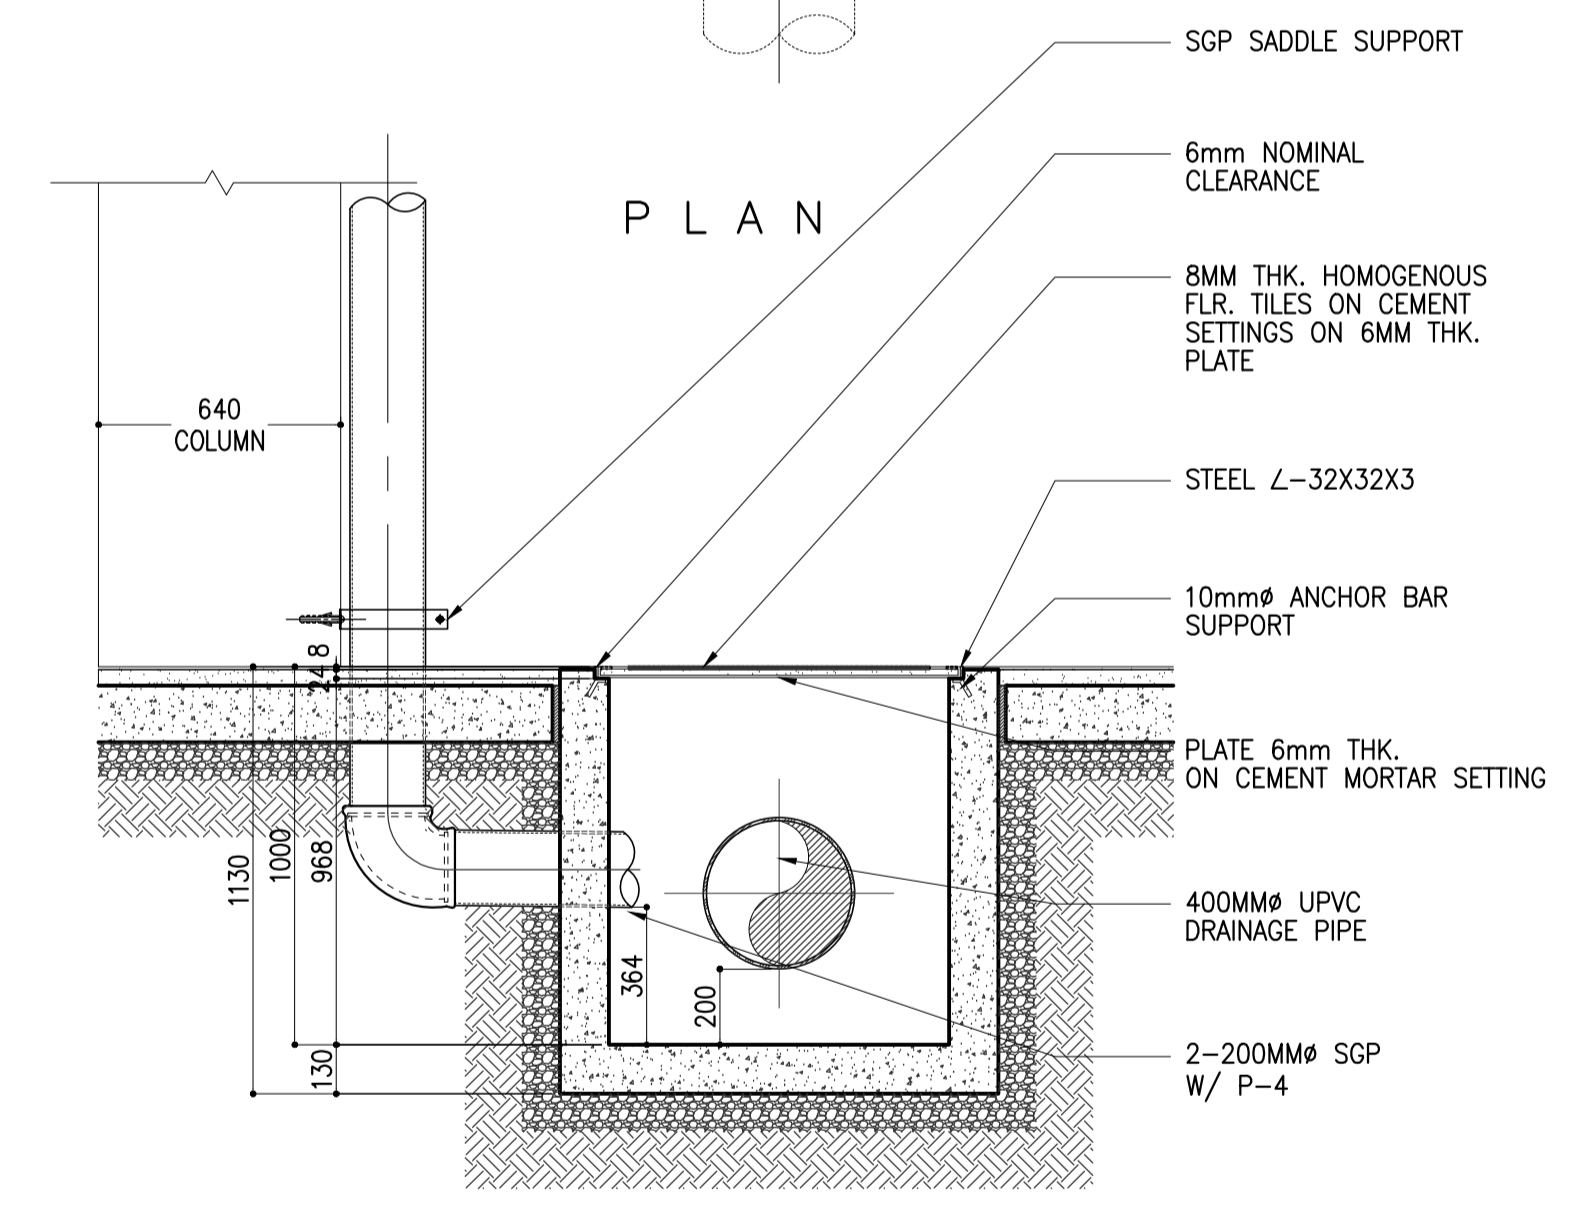 SGP SADDLE SUPPORT
6mm NOMINAL
CLEARANCE
P L A N
8MM THK. HOMOGENOUS
FLR. TILES ON CEMENT
SETTINGS ON 6MM THK.
PLATE
640
COLUMN
STEEL ∠-32X32X3
10mmø ANCHOR BAR
SUPPORT
8
24
PLATE 6mm THK.
ON CEMENT MORTAR SETTING
1130
1000
968
400MMø UPVC
DRAINAGE PIPE
364
200
130
2-200MMø SGP
W/ P-4